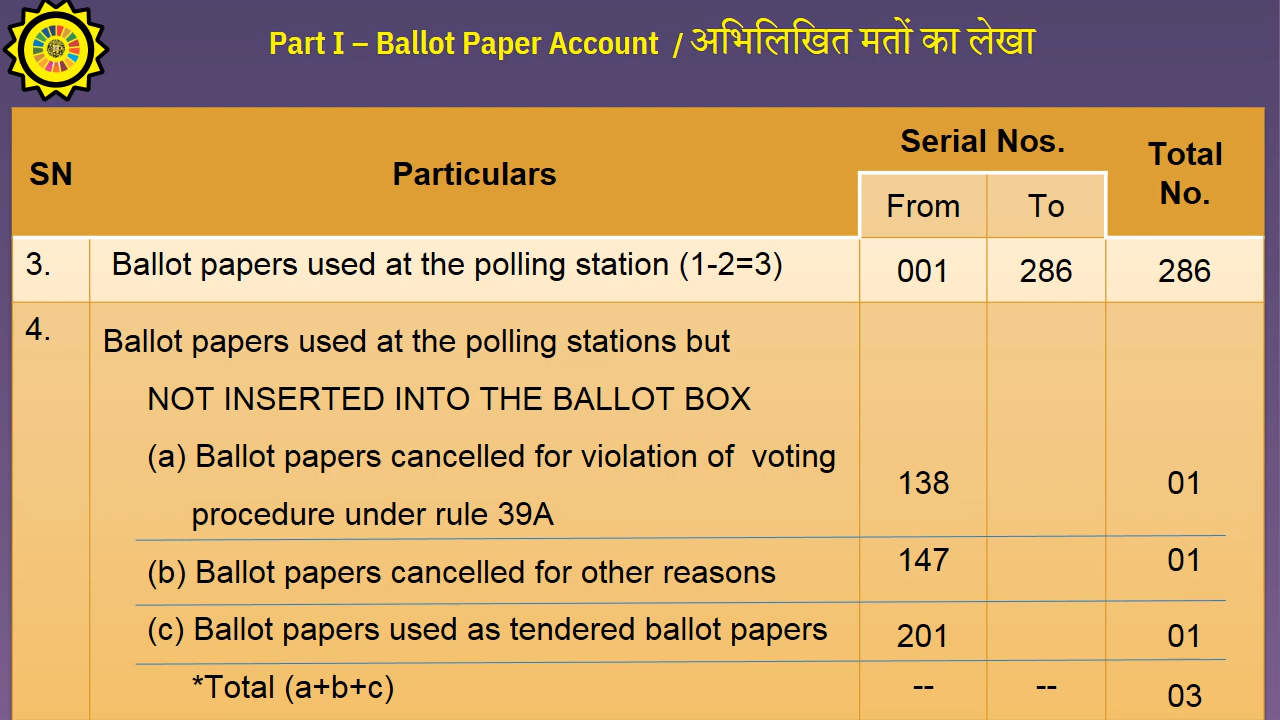 Part I – Ballot Paper Account / अभिलिखित मतों का लेखा
SN Particulars Serial Nos. Total No.
From To
3. Ballot papers used at the polling station (1-2=3) 001 286 286
4. Ballot papers used at the polling stations but
NOT INSERTED INTO THE BALLOT BOX
(a) Ballot papers cancelled for violation of voting
procedure under rule 39A 138 01
(b) Ballot papers cancelled for other reasons 147 01
(c) Ballot papers used as tendered ballot papers 201 01
*Total (a+b+c) -- -- 03